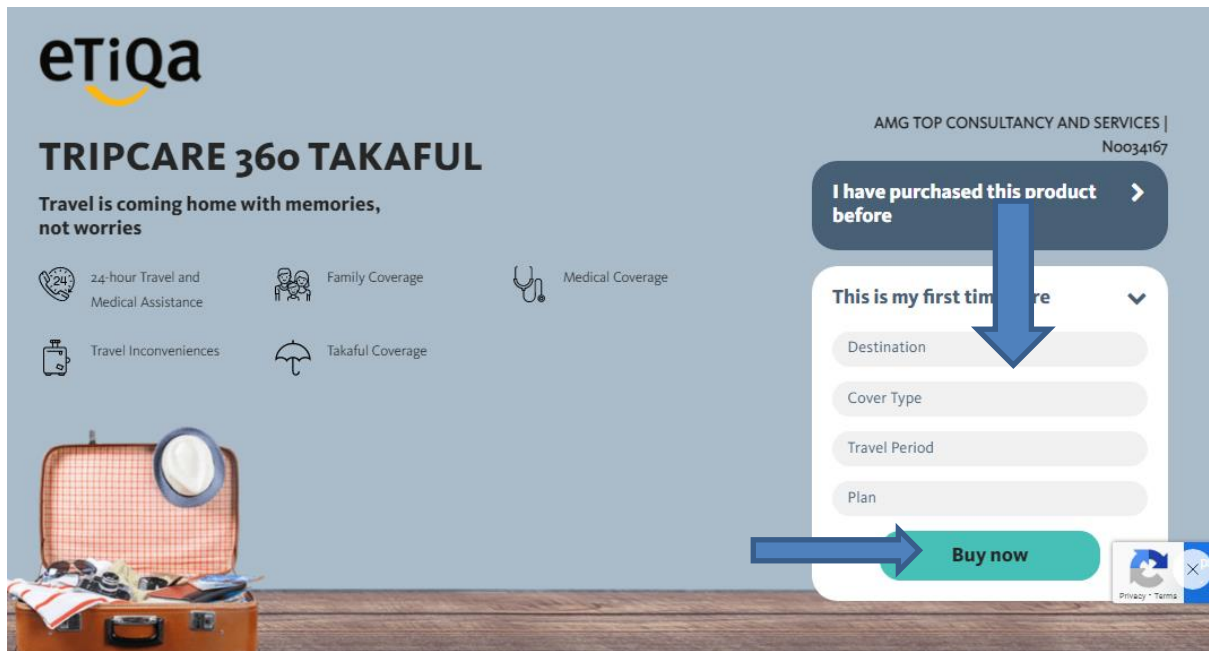 eTiQa
AMG TOP CONSULTANCY AND SERVICES |
N0034167
TRIPCARE 360 TAKAFUL
Travel is coming home with memories,
not worries
24
24-hour Travel and
Medical Assistance
Family Coverage
Medical Coverage
Travel Inconveniences
Takaful Coverage
I have purchased this product
before
This is my first
Destination
Cover Type
Travel Period
Plan
Buy now
Privacy - Terms